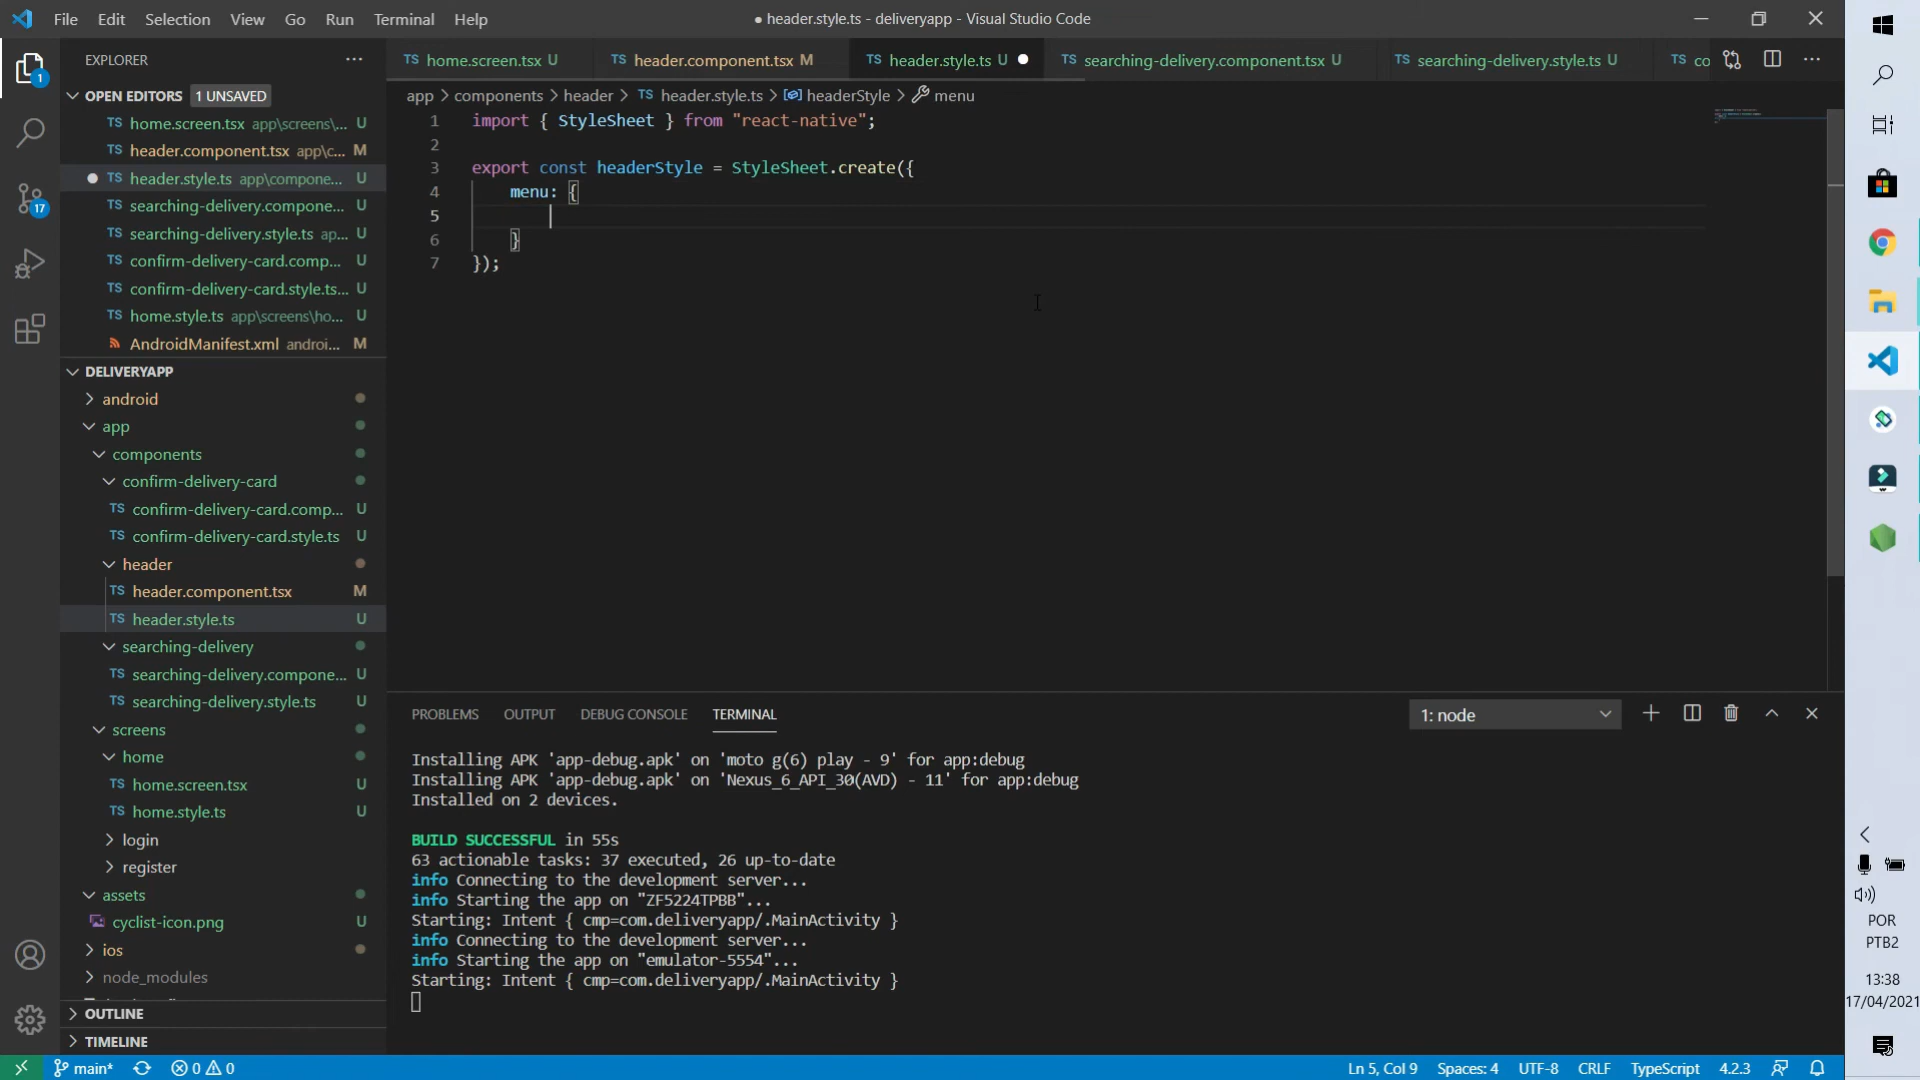 File Edit Selection View Go Run Terminal Help
● header.style.ts - deliveryapp - Visual Studio Code
EXPLORER
OPEN EDITORS 1 UNSAVED
TS home.screen.tsx app\screens\... U
TS header.component.tsx app\c... M
TS header.style.ts app\compone... U
TS searching-delivery.compone... U
TS searching-delivery.style.ts ap... U
TS confirm-delivery-card.comp... U
TS confirm-delivery-card.style.ts... U
TS home.style.ts app\screens\ho... U
AndroidManifest.xml androi... M
DELIVERYAPP
android
app
components
confirm-delivery-card
TS confirm-delivery-card.comp... U
TS confirm-delivery-card.style.ts U
header
TS header.component.tsx M
TS header.style.ts U
searching-delivery
TS searching-delivery.compone... U
TS searching-delivery.style.ts U
screens
home
TS home.screen.tsx U
TS home.style.ts U
login
register
assets
cyclist-icon.png U
ios
node_modules
OUTLINE
TIMELINE
1
17
TS home.screen.tsx U TS header.component.tsx M TS header.style.ts U TS searching-delivery.component.tsx U TS searching-delivery.style.ts U TS co
app > components > header > TS header.style.ts > headerStyle > menu
1 import { StyleSheet } from "react-native";
2
3 export const headerStyle = StyleSheet.create({
4 menu: {
5
6 }
7 });
PROBLEMS OUTPUT DEBUG CONSOLE TERMINAL 1: node
Installing APK 'app-debug.apk' on 'moto g(6) play - 9' for app:debug
Installing APK 'app-debug.apk' on 'Nexus_6_API_30(AVD) - 11' for app:debug
Installed on 2 devices.
BUILD SUCCESSFUL in 55s
63 actionable tasks: 37 executed, 26 up-to-date
info Connecting to the development server...
info Starting the app on "ZF5224TPBB"...
Starting: Intent { cmp=com.deliveryapp/.MainActivity }
info Connecting to the development server...
info Starting the app on "emulator-5554"...
Starting: Intent { cmp=com.deliveryapp/.MainActivity }
main* 0 0
Ln 5, Col 9 Spaces: 4 UTF-8 CRLF TypeScript 4.2.3
POR
PTB2
13:38
17/04/2021